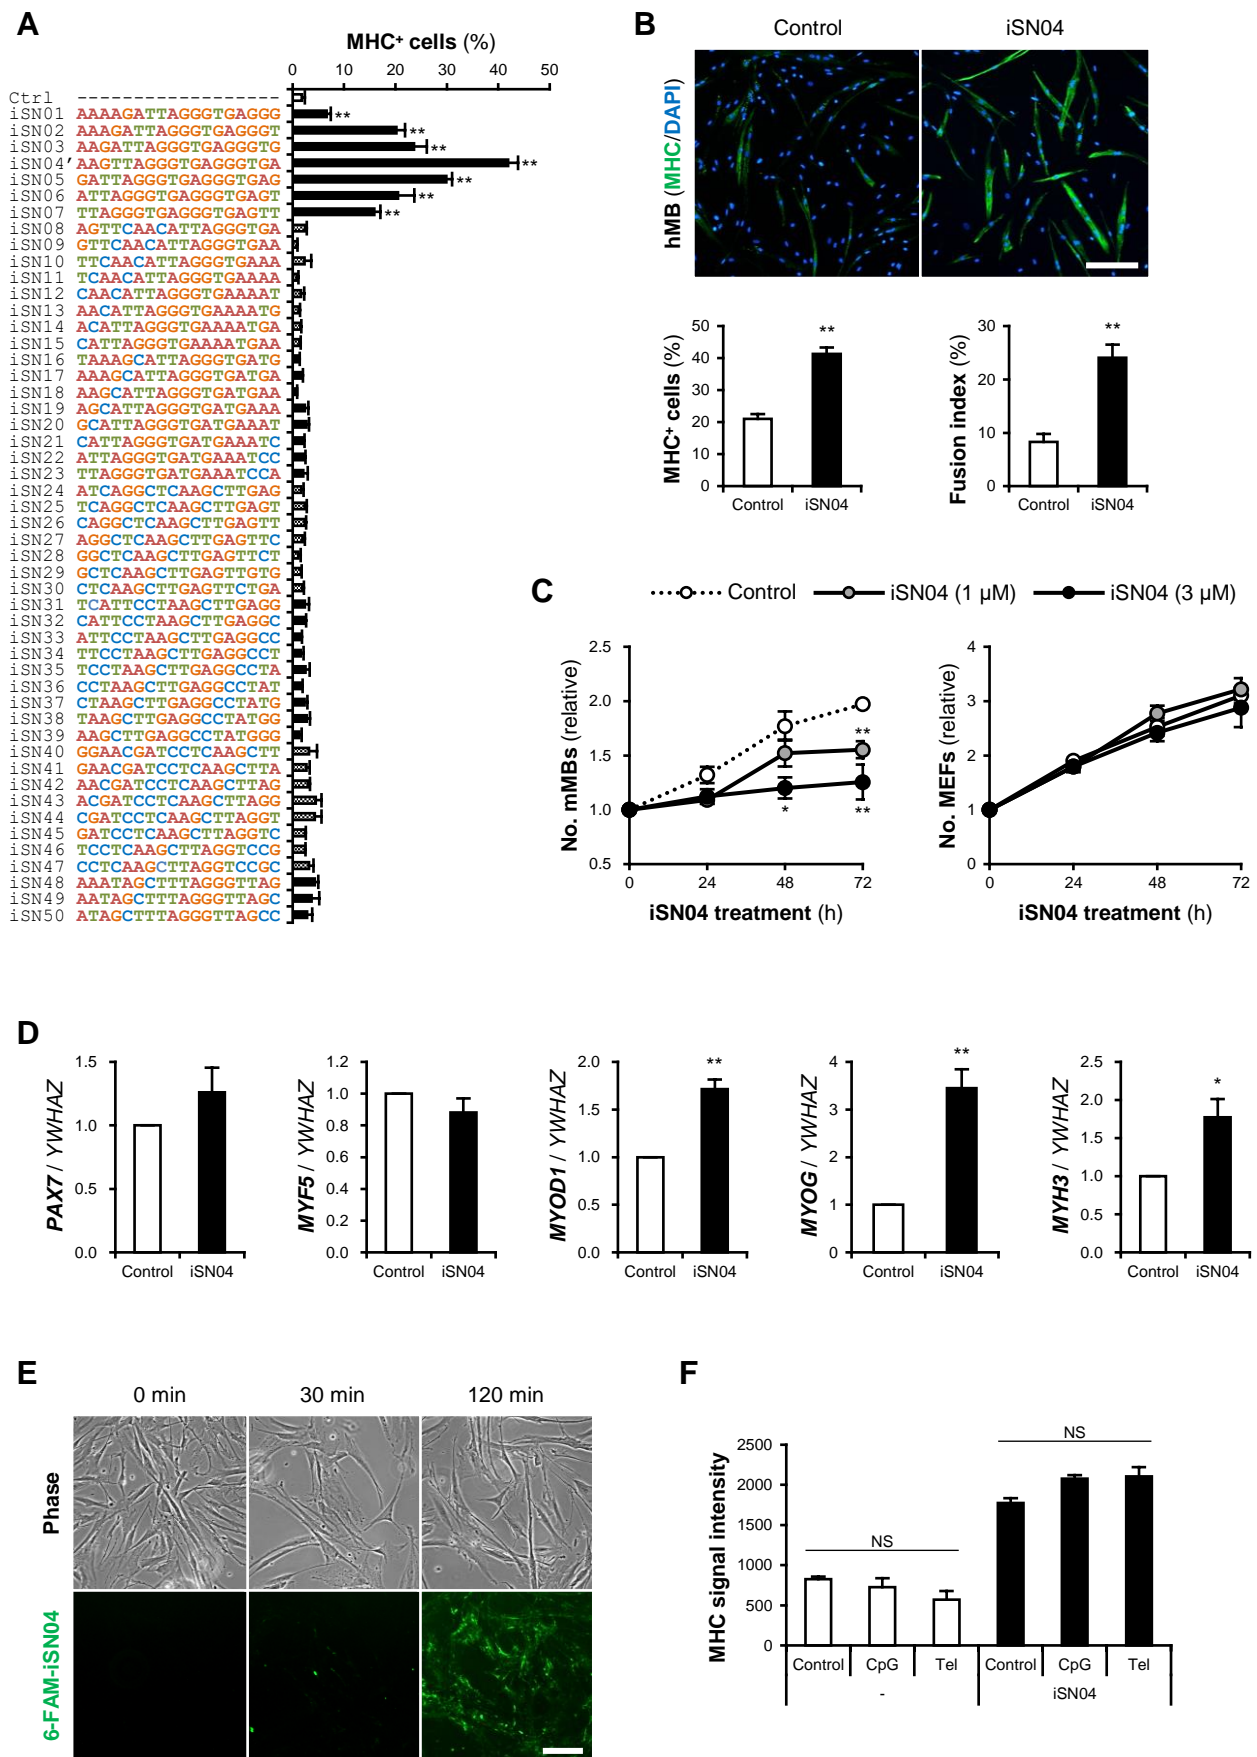 A
MHC+ cells (%)
0 10 20 30 40 50
Ctrl ------------------
iSN01 AAAAGATTAGGGTGAGGG **
iSN02 AAAGATTAGGGTGAGGGT **
iSN03 AAGATTAGGGTGAGGGTG **
iSN04' AAGTTAGGGTGAGGGTGA **
iSN05 GATTAGGGTGAGGGTGAG **
iSN06 ATTAGGGTGAGGGTGAGT **
iSN07 TTAGGGTGAGGGTGAGTT **
iSN08 AGTTCAACATTAGGGTGA
iSN09 GTTCAACATTAGGGTGAA
iSN10 TTCAACATTAGGGTGAAA
iSN11 TCAACATTAGGGTGAAAA
iSN12 CAACATTAGGGTGAAAAT
iSN13 AACATTAGGGTGAAAATG
iSN14 ACATTAGGGTGAAAATGA
iSN15 CATTAGGGTGAAAATGAA
iSN16 TAAAGCATTAGGGTGATG
iSN17 AAAGCATTAGGGTGATGA
iSN18 AAGCATTAGGGTGATGAA
iSN19 AGCATTAGGGTGATGAAA
iSN20 GCATTAGGGTGATGAAAT
iSN21 CATTAGGGTGATGAAATC
iSN22 ATTAGGGTGATGAAATCC
iSN23 TTAGGGTGATGAAATCCA
iSN24 ATCAGGCTCAAGCTTGAG
iSN25 TCAGGCTCAAGCTTGAGT
iSN26 CAGGCTCAAGCTTGAGTT
iSN27 AGGCTCAAGCTTGAGTTC
iSN28 GGCTCAAGCTTGAGTTCT
iSN29 GCTCAAGCTTGAGTTGTG
iSN30 CTCAAGCTTGAGTTCTGA
iSN31 TCATTCCTAAGCTTGAGG
iSN32 CATTCCTAAGCTTGAGGC
iSN33 ATTCCTAAGCTTGAGGCC
iSN34 TTCCTAAGCTTGAGGCCT
iSN35 TCCTAAGCTTGAGGCCTA
iSN36 CCTAAGCTTGAGGCCTAT
iSN37 CTAAGCTTGAGGCCTATG
iSN38 TAAGCTTGAGGCCTATGG
iSN39 AAGCTTGAGGCCTATGGG
iSN40 GGAACGATCCTCAAGCTT
iSN41 GAACGATCCTCAAGCTTA
iSN42 AACGATCCTCAAGCTTAG
iSN43 ACGATCCTCAAGCTTAGG
iSN44 CGATCCTCAAGCTTAGGT
iSN45 GATCCTCAAGCTTAGGTC
iSN46 TCCTCAAGCTTAGGTCCG
iSN47 CCTCAAGCTTAGGTCCGC
iSN48 AAATAGCTTTAGGGTTAG
iSN49 AATAGCTTTAGGGTTAGC
iSN50 ATAGCTTTAGGGTTAGCC
B
Control iSN04
hMB (MHC/DAPI)
MHC+ cells (%)
50
40
30
20
10
0
**
Control iSN04
Fusion index (%)
30
20
10
0
**
Control iSN04
C
Control iSN04 (1 µM) iSN04 (3 µM)
No. mMBs (relative)
2.5
2.0
1.5
1.0
0.5
**
*
**
0 24 48 72
iSN04 treatment (h)
No. MEFs (relative)
4
3
2
1
0
0 24 48 72
iSN04 treatment (h)
D
PAX7 / YWHAZ
1.5
1.0
0.5
0.0
Control iSN04
MYF5 / YWHAZ
1.2
1.0
0.8
0.6
0.4
0.2
0.0
Control iSN04
MYOD1 / YWHAZ
2.0
1.5
1.0
0.5
0.0
**
Control iSN04
MYOG / YWHAZ
4
3
2
1
0
**
Control iSN04
MYH3 / YWHAZ
2.5
2.0
1.5
1.0
0.5
0.0
*
Control iSN04
E
0 min 30 min 120 min
Phase
6-FAM-iSN04
F
MHC signal intensity
2500
2000
1500
1000
500
0
NS
NS
Control CpG Tel Control CpG Tel
- iSN04